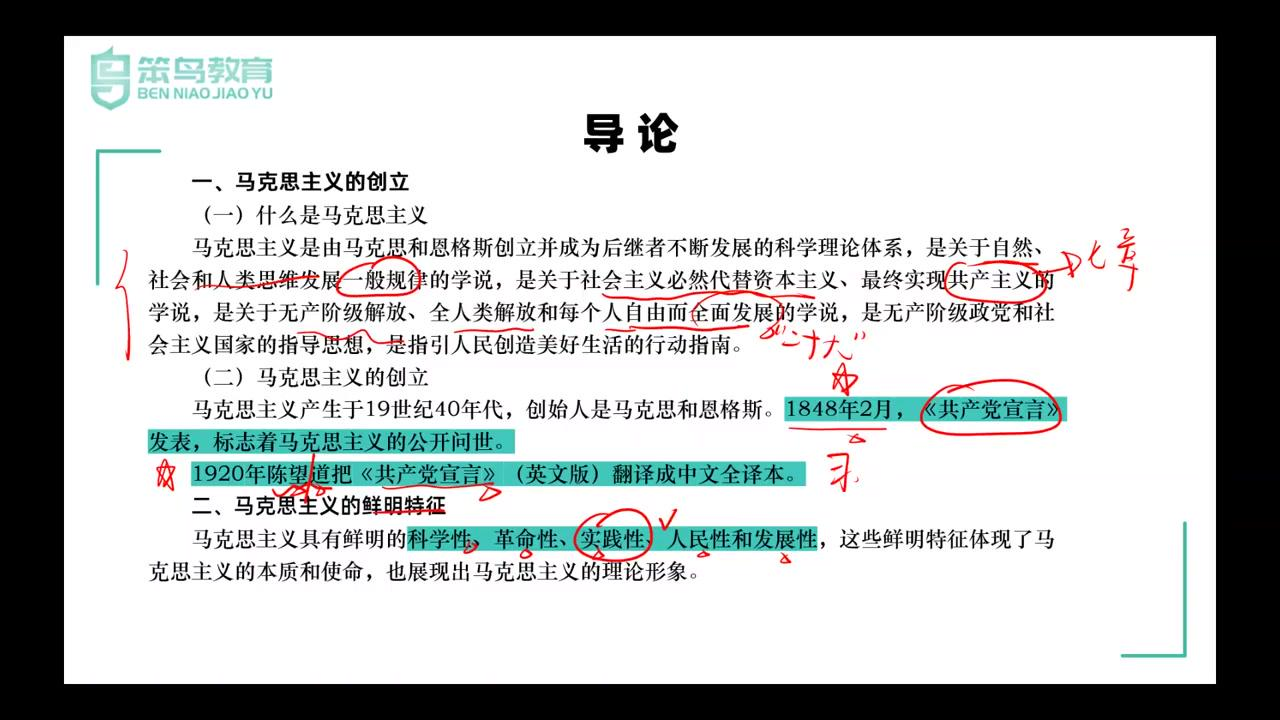 笨鸟教育
BEN NIAO JIAO YU
导论
一、马克思主义的创立
（一）什么是马克思主义
马克思主义是由马克思和恩格斯创立并成为后继者不断发展的科学理论体系，是关于自然、
社会和人类思维发展一般规律的学说，是关于社会主义必然代替资本主义、最终实现共产主义的
七章
学说，是关于无产阶级解放、全人类解放和每个人自由而全面发展的学说，是无产阶级政党和社
会主义国家的指导思想，是指引人民创造美好生活的行动指南。
“二十大”
（二）马克思主义的创立
马克思主义产生于19世纪40年代，创始人是马克思和恩格斯。1848年2月，《共产党宣言》
发表，标志着马克思主义的公开问世。
1920年陈望道把《共产党宣言》（英文版）翻译成中文全译本。
二、马克思主义的鲜明特征
马克思主义具有鲜明的科学性、革命性、实践性、人民性和发展性，这些鲜明特征体现了马
克思主义的本质和使命，也展现出马克思主义的理论形象。